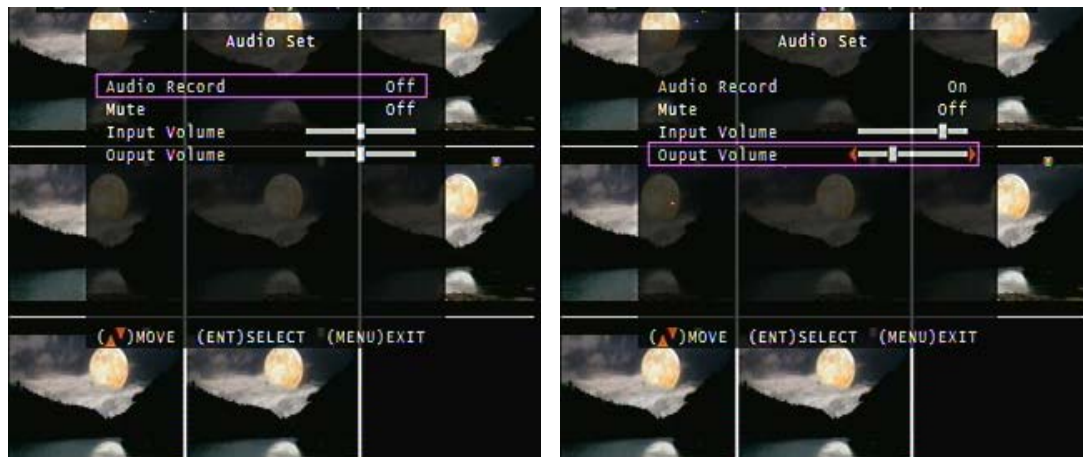 Audio Set
Audio Record Off
Mute Off
Input Volume
Ouput Volume
(▲▼)MOVE (ENT)SELECT (MENU)EXIT
Audio Set
Audio Record On
Mute Off
Input Volume
Ouput Volume
(▲▼)MOVE (ENT)SELECT (MENU)EXIT